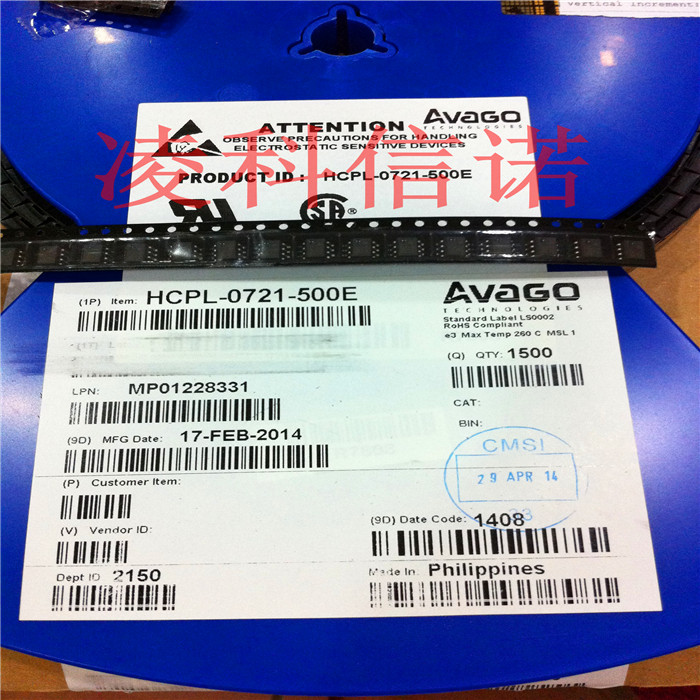 vertical increment
ATTENTION
OBSERVE PRECAUTIONS FOR HANDLING
ELECTROSTATIC SENSITIVE DEVICES
AVAGO
TECHNOLOGIES
凌科信诺
PRODUCT ID: HCPL-0721-500E
(1P) Item: HCPL-0721-500E
AVAGO
TECHNOLOGIES
Standard Label LS0002
RoHS Compliant
e3 Max Temp 260 C MSL 1
(Q) QTY: 1500
LPN: MP01228331
CAT:
BIN:
(9D) MFG Date: 17-FEB-2014
CMSI
29 APR 14
33
(P) Customer Item:
(V) Vendor ID:
(9D) Date Code: 1408
Dept ID 2150
Made In: Philippines